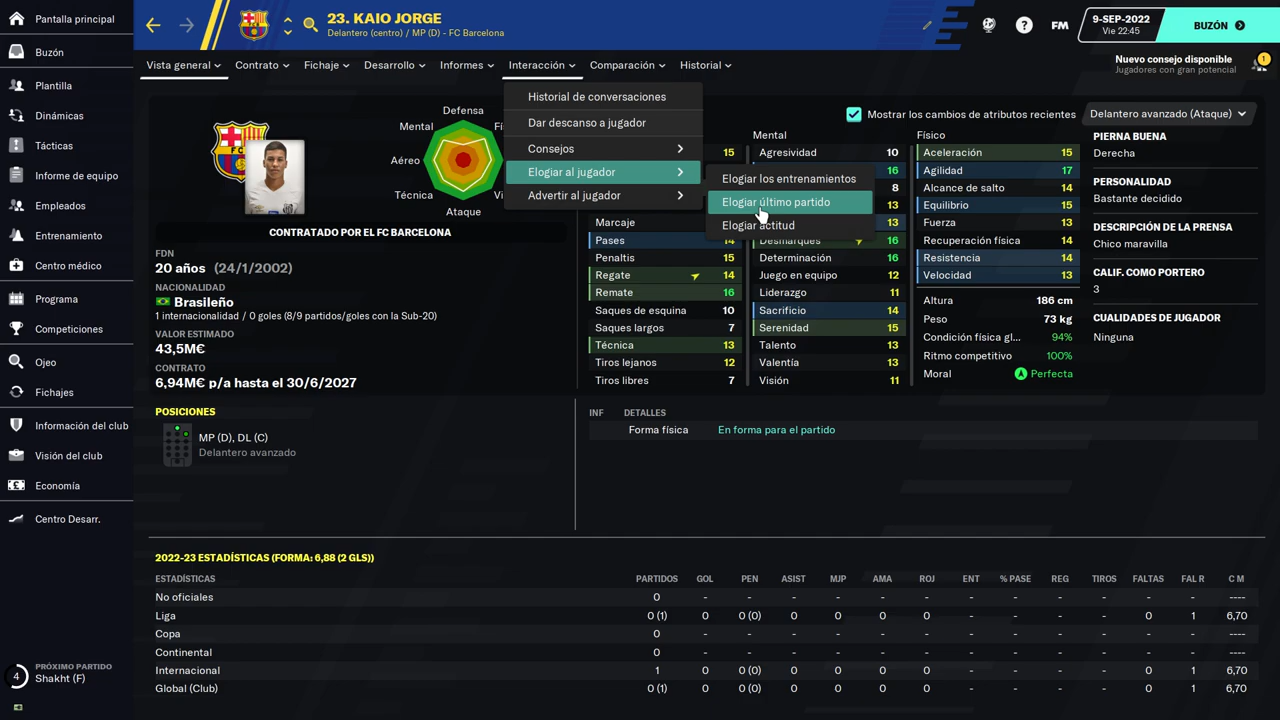 Pantalla principal
23. KAIO JORGE
Delantero (centro) / MP (D) - FC Barcelona
?
FM
9-SEP-2022
Vie 22:45
BUZÓN
Buzón
Plantilla
Dinámicas
Tácticas
Informe de equipo
Empleados
Entrenamiento
Centro médico
Programa
Competiciones
Ojeo
Fichajes
Información del club
Visión del club
Economía
Centro Desarr.
4
PRÓXIMO PARTIDO
Shakht (F)
Vista general
Contrato
Fichaje
Desarrollo
Informes
Interacción
Comparación
Historial
Nuevo consejo disponible
Jugadores con gran potencial
1
Historial de conversaciones
Dar descanso a jugador
Consejos
Elogiar al jugador
Advertir al jugador
Elogiar los entrenamientos
Elogiar último partido
Elogiar actitud
Defensa
Mental
Aéreo
Técnica
Ataque
CONTRATADO POR EL FC BARCELONA
FDN
20 años (24/1/2002)
NACIONALIDAD
Brasileño
1 internacionalidad / 0 goles (8/9 partidos/goles con la Sub-20)
VALOR ESTIMADO
43,5M€
CONTRATO
6,94M€ p/a hasta el 30/6/2027
Mostrar los cambios de atributos recientes
Delantero avanzado (Ataque)
15
Marcaje
Pases 14
Penaltis 15
Regate 14
Remate 16
Saques de esquina 10
Saques largos 7
Técnica 13
Tiros lejanos 12
Tiros libres 7
Mental
Agresividad 10
16
8
13
13
Desmarques 16
Determinación 16
Juego en equipo 12
Liderazgo 11
Sacrificio 14
Serenidad 15
Talento 13
Valentía 13
Visión 11
Físico
Aceleración 15
Agilidad 17
Alcance de salto 14
Equilibrio 15
Fuerza 13
Recuperación física 14
Resistencia 14
Velocidad 13
Altura 186 cm
Peso 73 kg
Condición física gl... 94%
Ritmo competitivo 100%
Moral Perfecta
PIERNA BUENA
Derecha
PERSONALIDAD
Bastante decidido
DESCRIPCIÓN DE LA PRENSA
Chico maravilla
CALIF. COMO PORTERO
3
CUALIDADES DE JUGADOR
Ninguna
POSICIONES
MP (D), DL (C)
Delantero avanzado
INF DETALLES
Forma física En forma para el partido
2022-23 ESTADÍSTICAS (FORMA: 6,88 (2 GLS))
ESTADÍSTICAS PARTIDOS GOL PEN ASIST MJP AMA ROJ ENT % PASE REG TIROS FALTAS FAL R C M
No oficiales 0 - - - - - - - - - - - - ----
Liga 0 (1) 0 0 (0) 0 0 0 0 - - - - 0 1 6,70
Copa 0 - - - - - - - - - - - - ----
Continental 0 - - - - - - - - - - - - ----
Internacional 1 0 0 (0) 0 0 0 0 - - - - 0 1 6,70
Global (Club) 0 (1) 0 0 (0) 0 0 0 0 - - - - 0 1 6,70